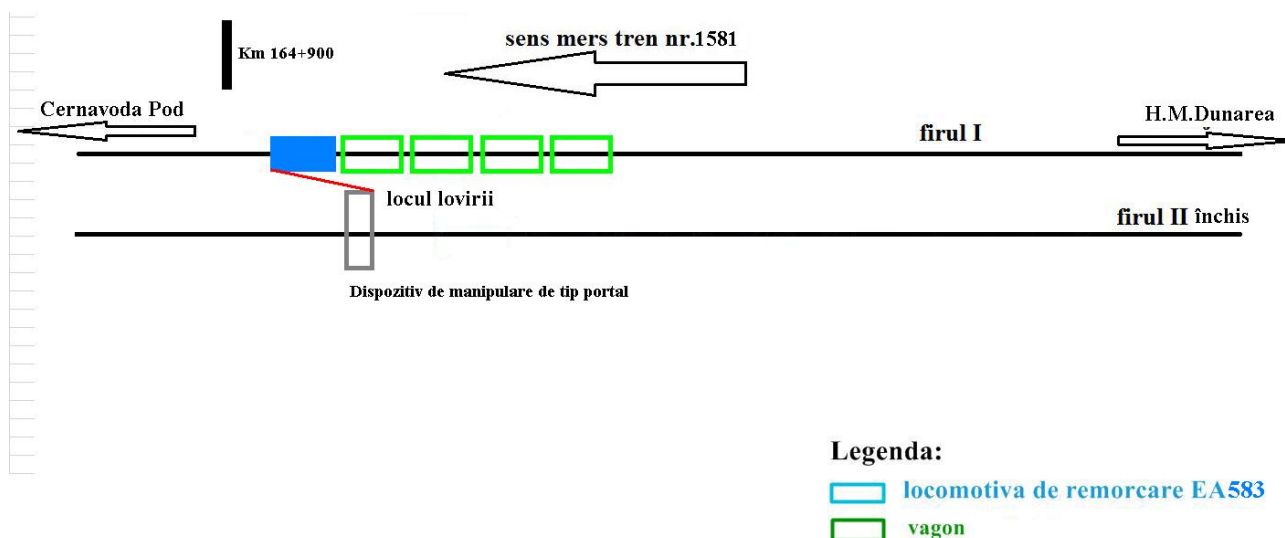 sens mers tren nr.1581
Km 164+900
Cernavoda Pod
H.M.Dunarea
firul I
locul lovirii
firul II închis
Dispozitiv de manipulare de tip portal
Legenda:
locomotiva de remorcare EA583
vagon